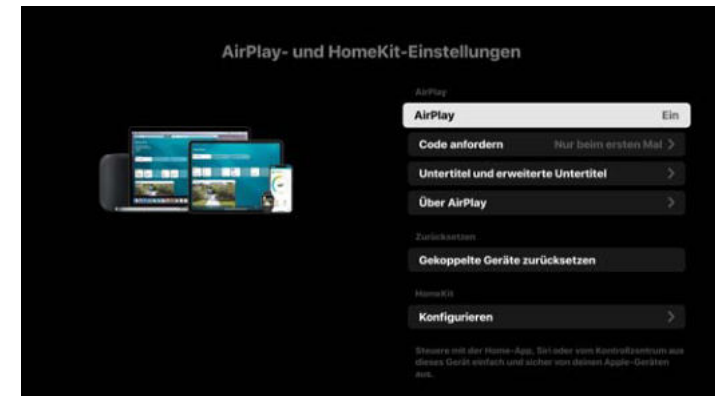 AirPlay- und HomeKit-Einstellungen
AirPlay
AirPlay Ein
Code anfordern Nur beim ersten Mal
Untertitel und erweiterte Untertitel
Über AirPlay
Zurücksetzen
Gekoppelte Geräte zurücksetzen
HomeKit
Konfigurieren
Steuere mit der Home-App, Siri oder vom Kontrollzentrum aus
dieses Gerät einfach und sicher von deinen Apple-Geräten
aus.